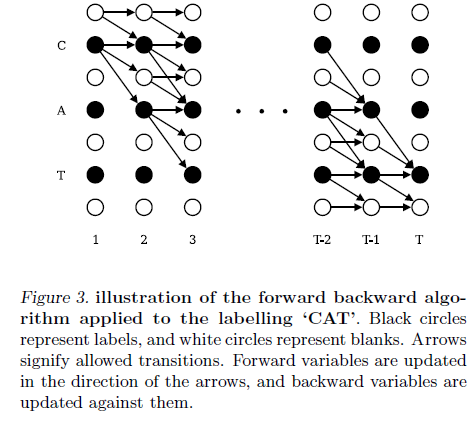 C
A
T
1 2 3 T-2 T-1 T
Figure 3. illustration of the forward backward algo-
rithm applied to the labelling ‘CAT’. Black circles
represent labels, and white circles represent blanks. Arrows
signify allowed transitions. Forward variables are updated
in the direction of the arrows, and backward variables are
updated against them.